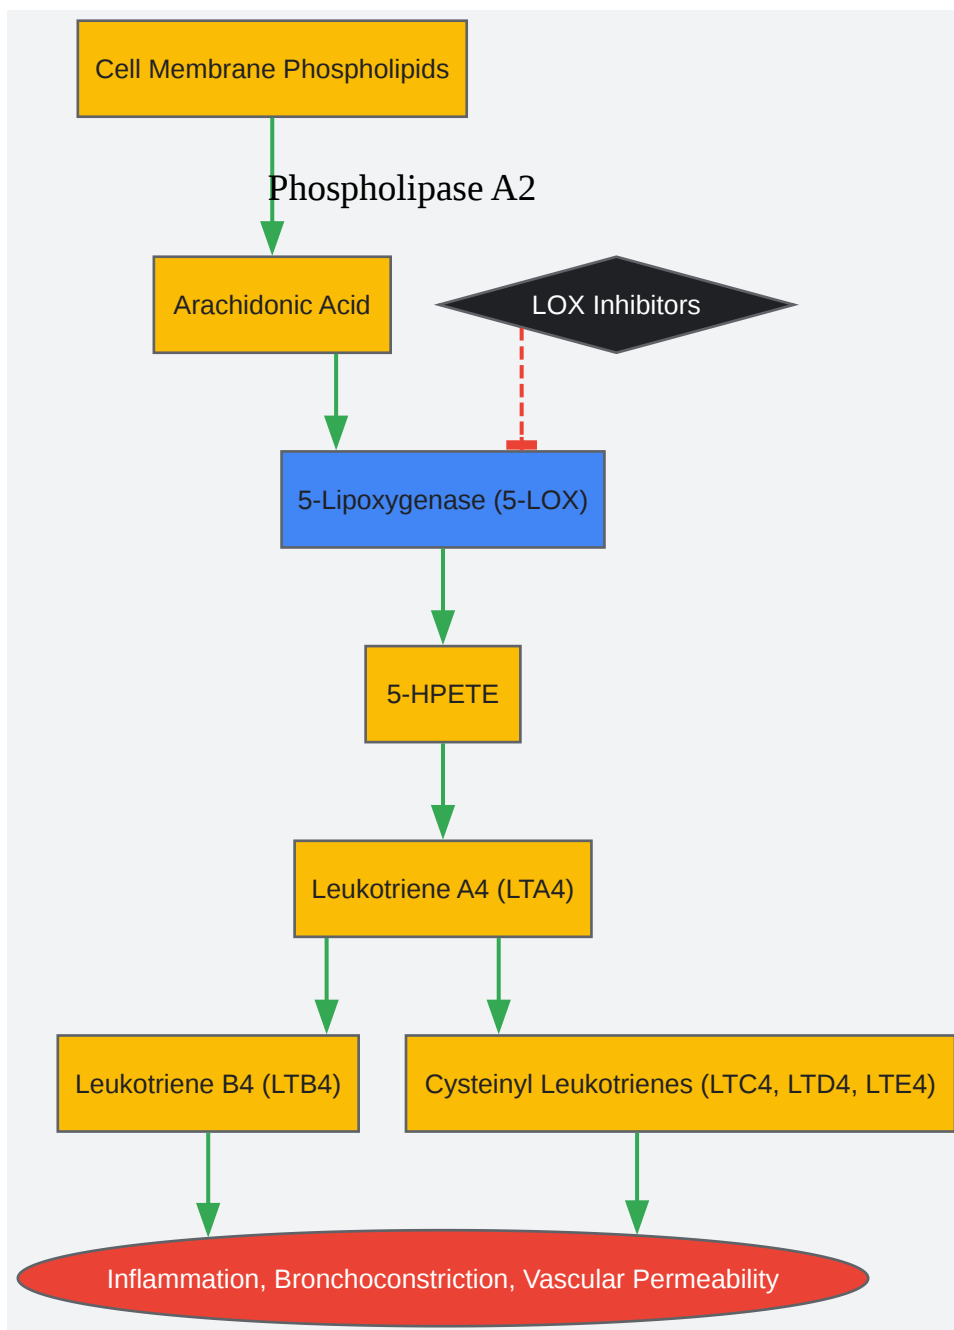 Cell Membrane Phospholipids
Phospholipase A2
Arachidonic Acid
LOX Inhibitors
5-Lipoxygenase (5-LOX)
5-HPETE
Leukotriene A4 (LTA4)
Leukotriene B4 (LTB4)
Cysteinyl Leukotrienes (LTC4, LTD4, LTE4)
Inflammation, Bronchoconstriction, Vascular Permeability